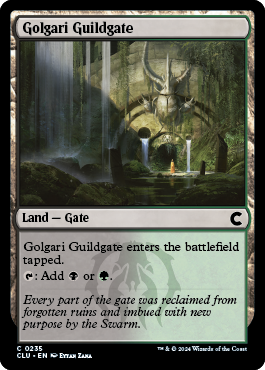 Golgari Guildgate
Land — Gate
Golgari Guildgate enters the battlefield
tapped.
: Add or .
Every part of the gate was reclaimed from
forgotten ruins and imbued with new
purpose by the Swarm.
C 0235
CLU • EN Eytan Zana
™ & © 2024 Wizards of the Coast